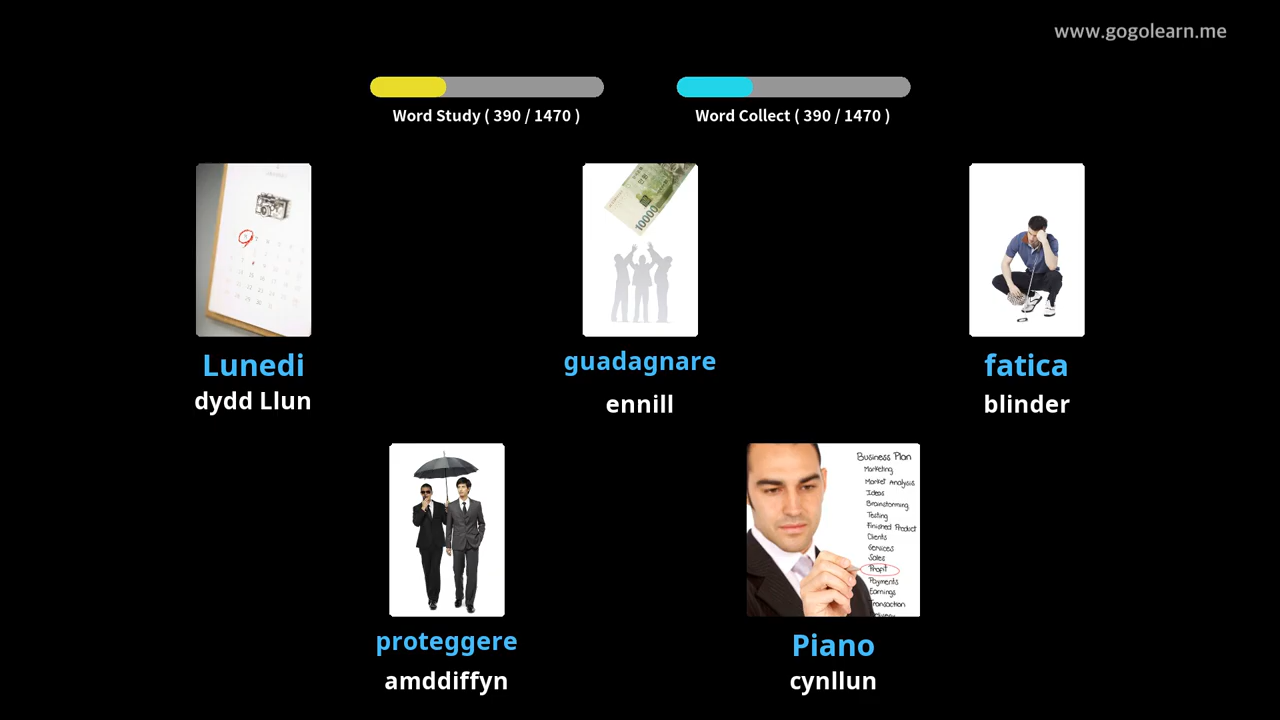 www.gogolearn.me
Word Study ( 390 / 1470 )
Word Collect ( 390 / 1470 )
10000
Lunedi
dydd Llun
guadagnare
ennill
fatica
blinder
Business Plan
Marketing
Market Analysis
Ideas
Brainstorming
Testing
Finished Product
Clients
Services
Sales
Profit
Payments
Earnings
Transaction
proteggere
amddiffyn
Piano
cynllun